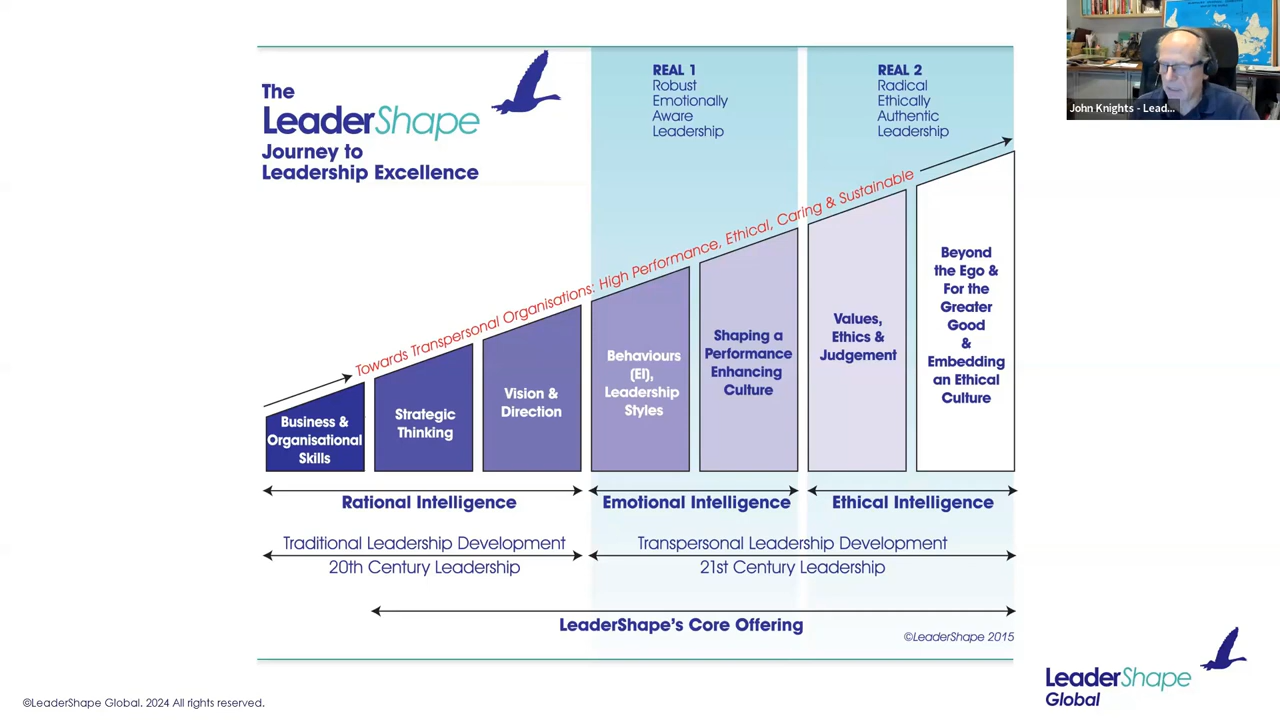 The
LeaderShape
Journey to
Leadership Excellence
REAL 1
Robust
Emotionally
Aware
Leadership
REAL 2
Radical
Ethically
Authentic
Leadership
John Knights - Lead...
Towards Transpersonal Organisations: High Performance, Ethical, Caring & Sustainable
Business &
Organisational
Skills
Strategic
Thinking
Vision &
Direction
Behaviours
(EI),
Leadership
Styles
Shaping a
Performance
Enhancing
Culture
Values,
Ethics &
Judgement
Beyond
the Ego &
For the
Greater
Good
&
Embedding
an Ethical
Culture
Rational Intelligence
Emotional Intelligence
Ethical Intelligence
Traditional Leadership Development
Transpersonal Leadership Development
20th Century Leadership
21st Century Leadership
LeaderShape's Core Offering
©LeaderShape 2015
LeaderShape
Global
©LeaderShape Global. 2024 All rights reserved.